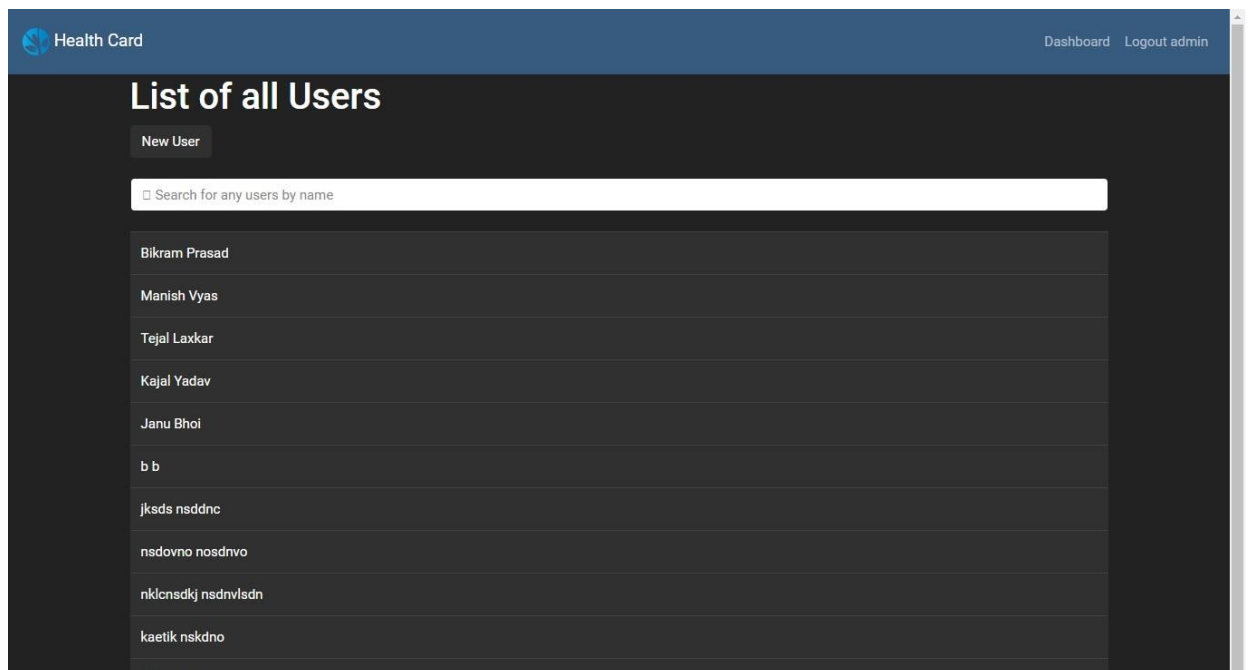 Health Card
Dashboard Logout admin
List of all Users
New User
Search for any users by name
Bikram Prasad
Manish Vyas
Tejal Laxkar
Kajal Yadav
Janu Bhoi
b b
jksds nsddnc
nsdovno nosdnvo
nklcnsdkj nsdnvlsdn
kaetik nskdno